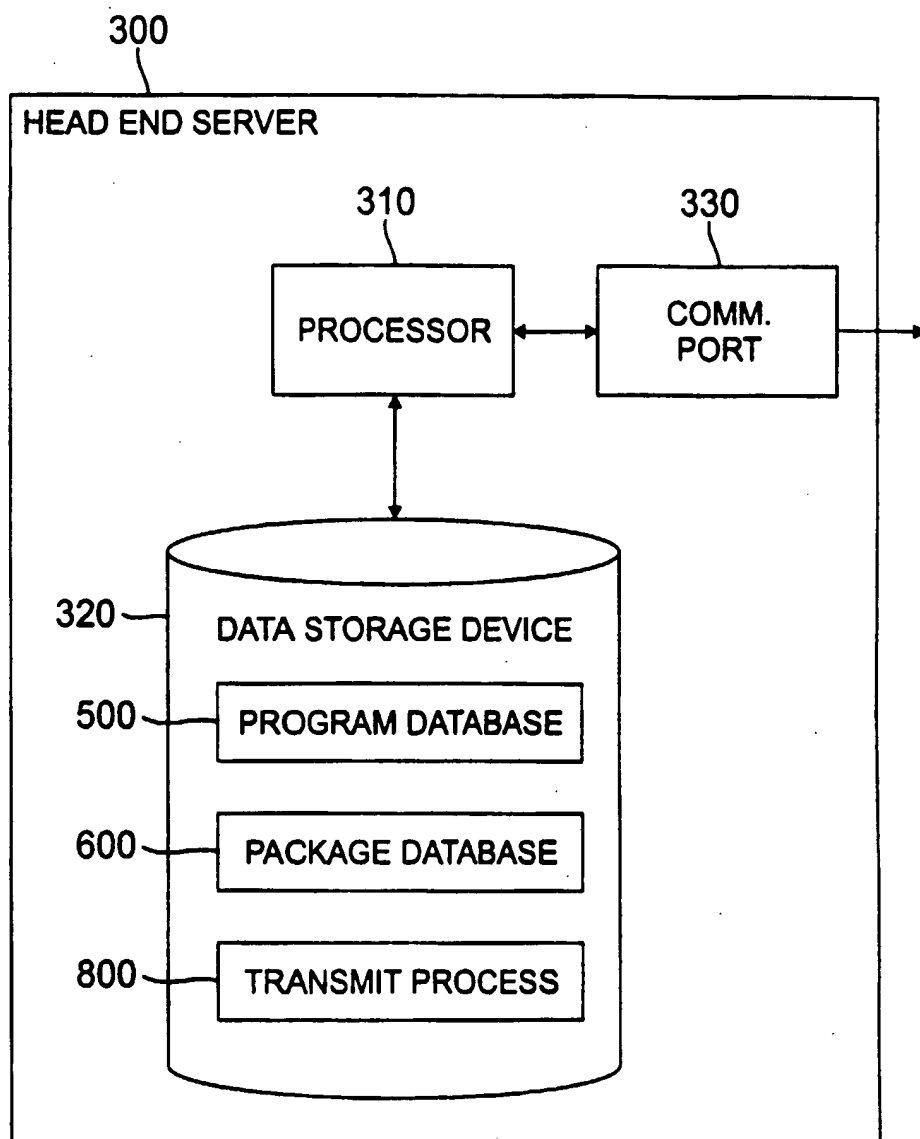 300
HEAD END SERVER
310
330
PROCESSOR
COMM.
PORT
320
DATA STORAGE DEVICE
500
PROGRAM DATABASE
600
PACKAGE DATABASE
800
TRANSMIT PROCESS